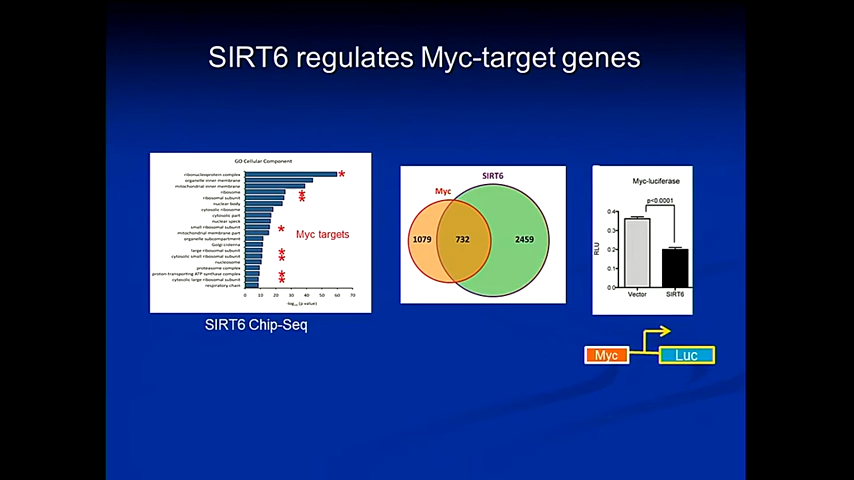 SIRT6 regulates Myc-target genes
GO Cellular Component
ribonucleoprotein complex
organelle inner membrane
mitochondrial inner membrane
ribosome
ribosomal subunit
nuclear body
cytosolic ribosome
cytosolic part
nuclear speck
small ribosomal subunit
mitochondrial membrane part
organelle subcompartment
Golgi cisterna
large ribosomal subunit
cytosolic small ribosomal subunit
nucleosome
proteasome complex
proton-transporting ATP synthase complex
cytosolic large ribosomal subunit
respiratory chain
* * * * * * * *
Myc targets
0 10 20 30 40 50 60 70
-log10 (p value)
SIRT6 Chip-Seq
SIRT6
Myc
1079 732 2459
Myc-luciferase
p<0.0001
0.4
0.3
0.2
0.1
0.0
RLU
Vector SIRT6
Myc Luc